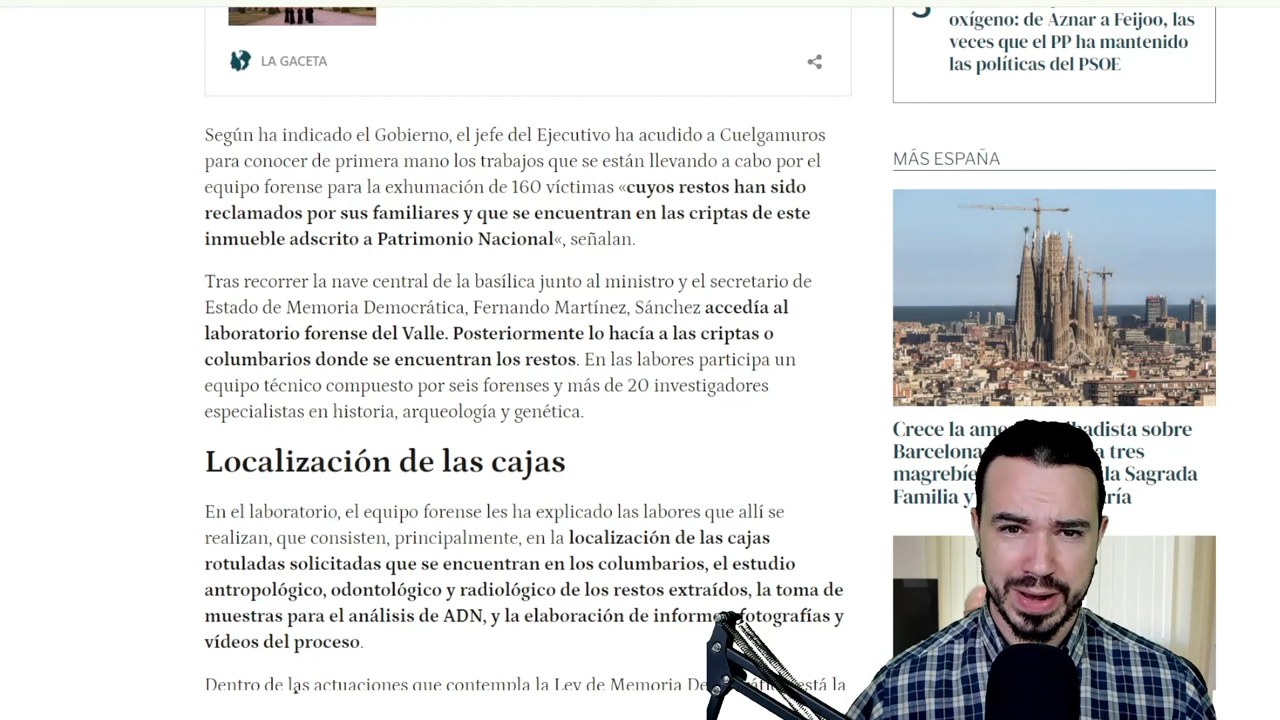 LA GACETA
Según ha indicado el Gobierno, el jefe del Ejecutivo ha acudido a Cuelgamuros
para conocer de primera mano los trabajos que se están llevando a cabo por el
equipo forense para la exhumación de 160 víctimas «cuyos restos han sido
reclamados por sus familiares y que se encuentran en las criptas de este
inmueble adscrito a Patrimonio Nacional«, señalan.
Tras recorrer la nave central de la basílica junto al ministro y el secretario de
Estado de Memoria Democrática, Fernando Martínez, Sánchez accedía al
laboratorio forense del Valle. Posteriormente lo hacía a las criptas o
columbarios donde se encuentran los restos. En las labores participa un
equipo técnico compuesto por seis forenses y más de 20 investigadores
especialistas en historia, arqueología y genética.
Localización de las cajas
En el laboratorio, el equipo forense les ha explicado las labores que allí se
realizan, que consisten, principalmente, en la localización de las cajas
rotuladas solicitadas que se encuentran en los columbarios, el estudio
antropológico, odontológico y radiológico de los restos extraídos, la toma de
muestras para el análisis de ADN, y la elaboración de informes fotografías y
vídeos del proceso.
Dentro de las actuaciones que contempla la Ley de Memoria está la
oxígeno: de Aznar a Feijoo, las
veces que el PP ha mantenido
las políticas del PSOE
MÁS ESPAÑA
Crece la sobre
Barcelona tres
la Sagrada
Familia y